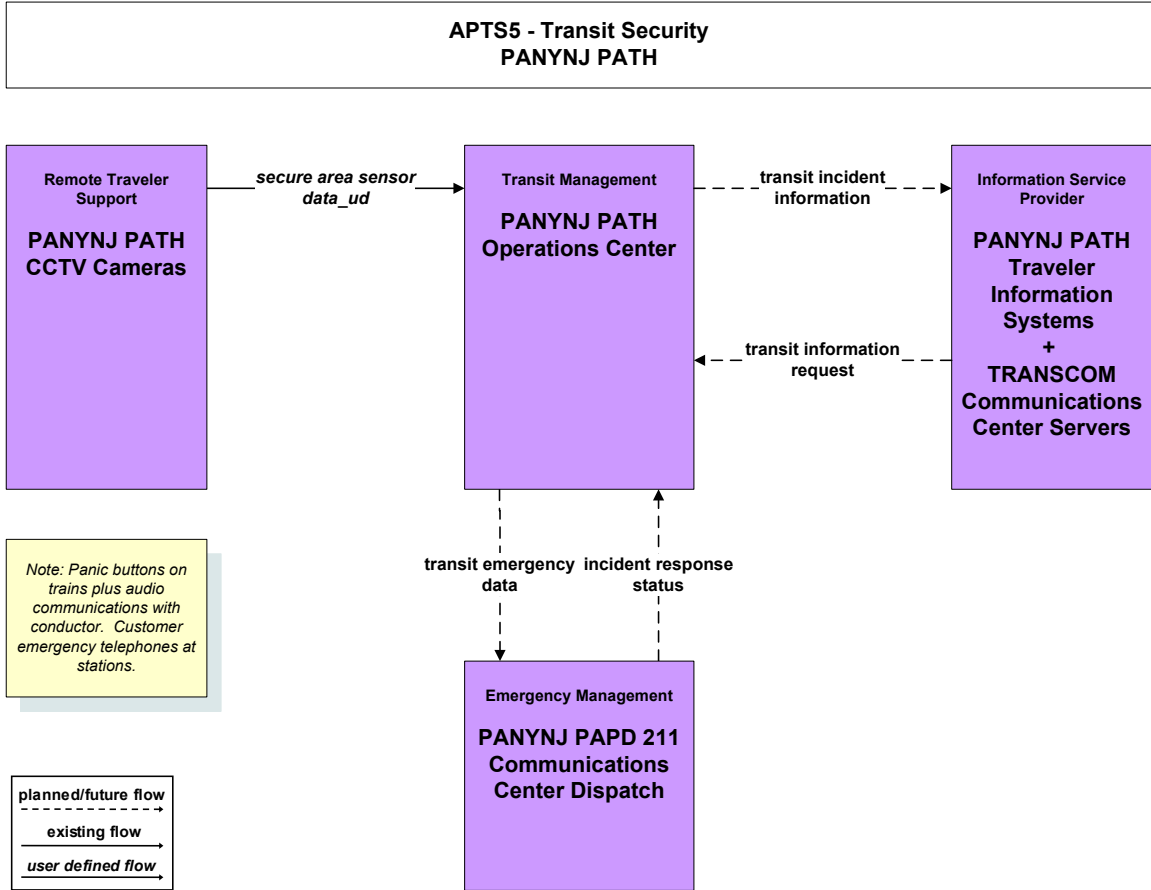 APTS5 - Transit Security
PANYNJ PATH
Remote Traveler
Support
PANYNJ PATH
CCTV Cameras
secure area sensor
data_ud
Transit Management
PANYNJ PATH
Operations Center
transit incident
information
transit information
request
Information Service
Provider
PANYNJ PATH
Traveler
Information
Systems
+
TRANSCOM
Communications
Center Servers
transit emergency
data
incident response
status
Note: Panic buttons on
trains plus audio
communications with
conductor. Customer
emergency telephones at
stations.
Emergency Management
PANYNJ PAPD 211
Communications
Center Dispatch
planned/future flow
existing flow
user defined flow